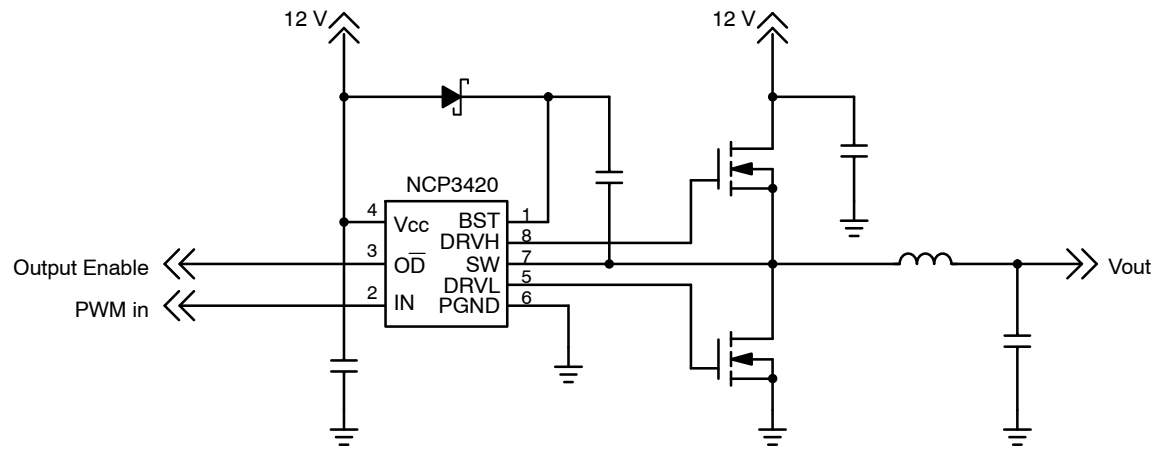 12 V
12 V
NCP3420
4
Vcc
BST
1
DRVH
8
3
OD̅
SW
7
Output Enable
DRVL
5
2
IN
PGND
6
PWM in
Vout